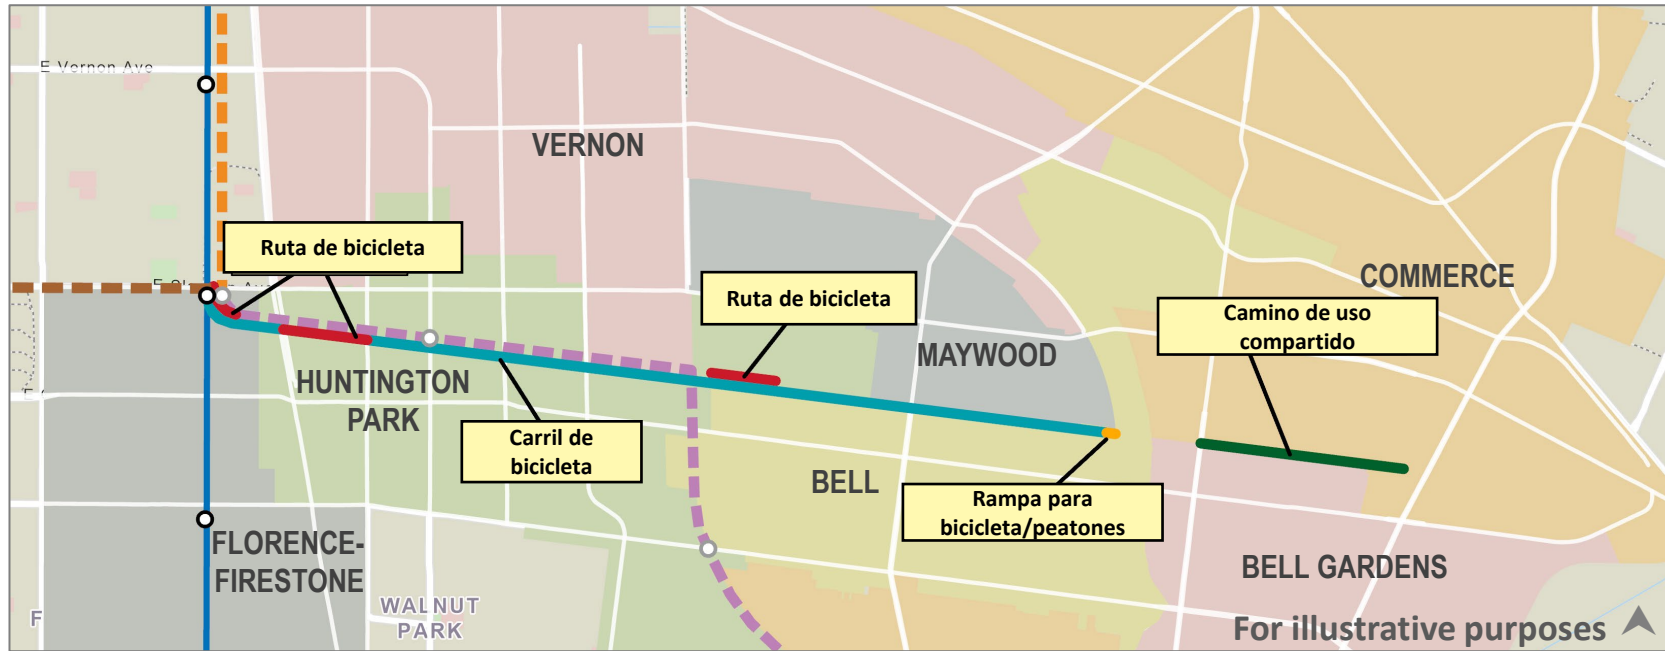 E Vernon Ave
VERNON
Ruta de bicicleta
COMMERCE
Ruta de bicicleta
Camino de uso
compartido
MAYWOOD
HUNTINGTON
PARK
Carril de
bicicleta
BELL
Rampa para
bicicleta/peatones
FLORENCE-
FIRESTONE
BELL GARDENS
WALNUT
PARK
F
For illustrative purposes